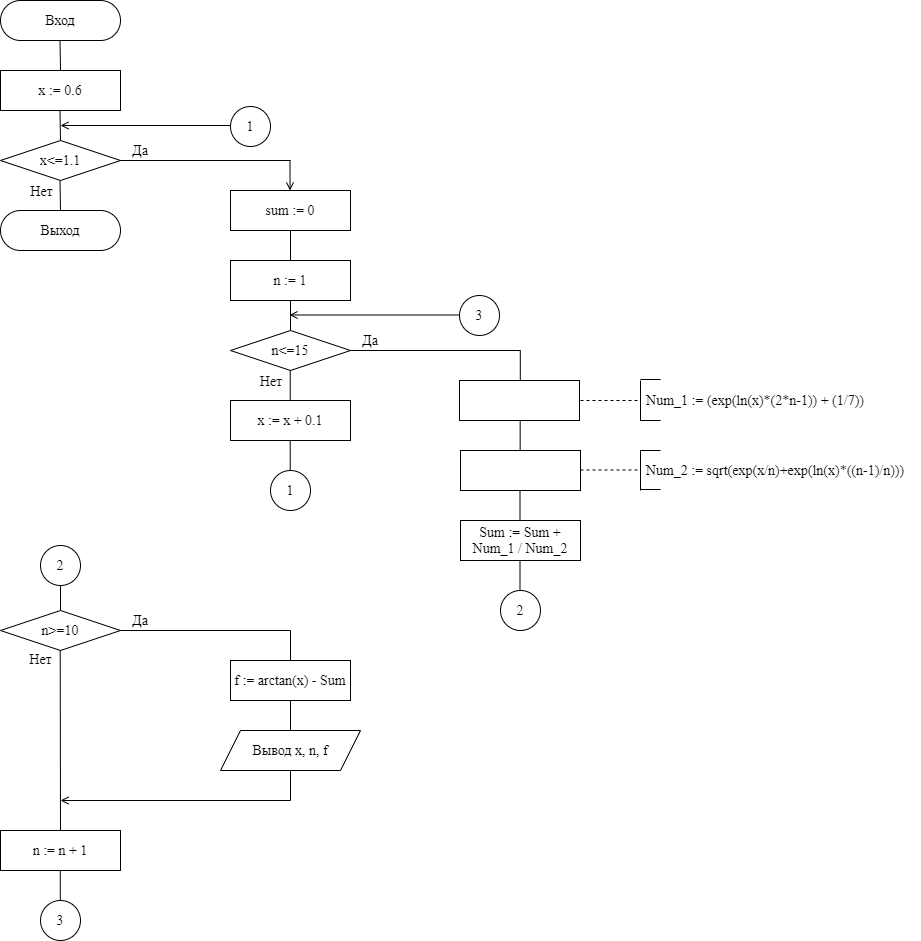 Вход
x := 0.6
1
x<=1.1
Да
Нет
Выход
sum := 0
n := 1
3
n<=15
Да
Нет
x := x + 0.1
1
Num_1 := (exp(ln(x)*(2*n-1)) + (1/7))
Num_2 := sqrt(exp(x/n)+exp(ln(x)*((n-1)/n)))
Sum := Sum +
Num_1 / Num_2
2
2
n>=10
Да
Нет
f := arctan(x) - Sum
Вывод x, n, f
n := n + 1
3